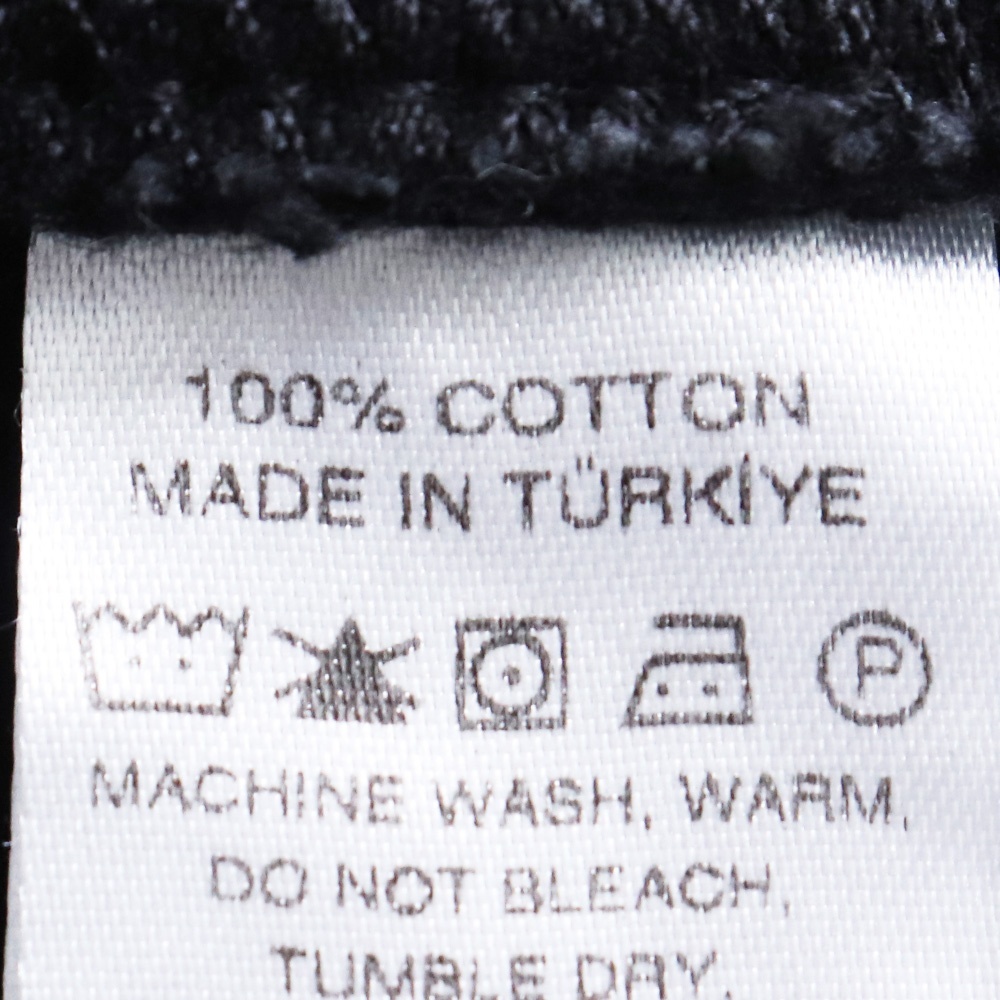 100% COTTON
MADE IN TÜRKİYE
P
MACHINE WASH, WARM,
DO NOT BLEACH,
TUMBLE DRY,